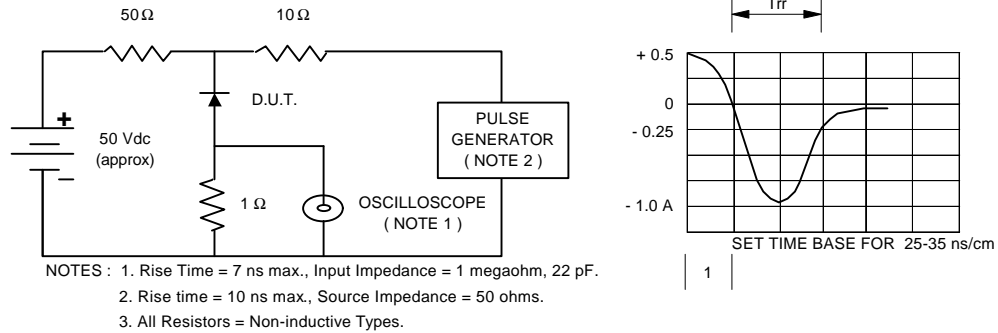 50 Ω
10 Ω
D.U.T.
+
50 Vdc
(approx)
−
1 Ω
OSCILLOSCOPE
( NOTE 1 )
PULSE
GENERATOR
( NOTE 2 )
NOTES : 1. Rise Time = 7 ns max., Input Impedance = 1 megaohm, 22 pF.
2. Rise time = 10 ns max., Source Impedance = 50 ohms.
3. All Resistors = Non-inductive Types.
Trr
+ 0.5
0
- 0.25
- 1.0 A
SET TIME BASE FOR 25-35 ns/cm
1